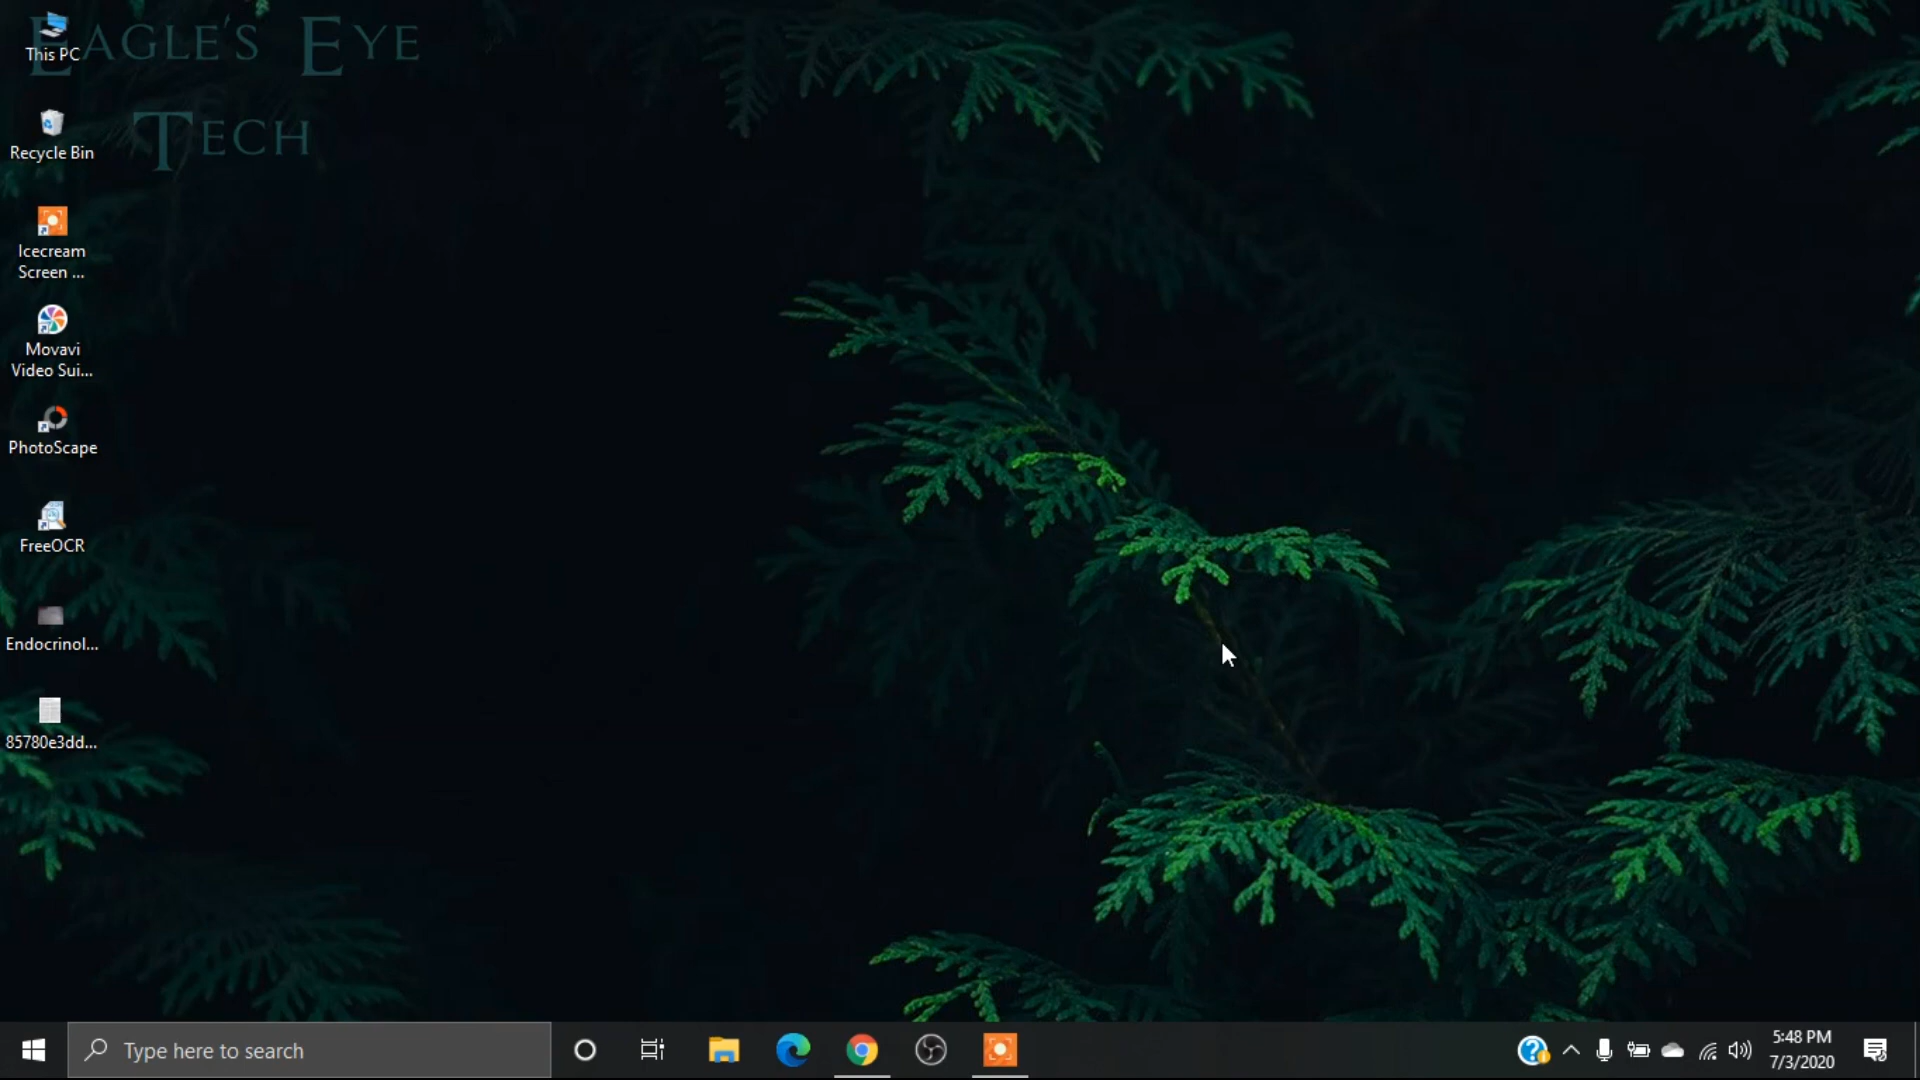 EAGLE'S EYE
TECH
This PC
Recycle Bin
Icecream
Screen ...
Movavi
Video Sui...
PhotoScape
FreeOCR
Endocrinol...
85780e3dd...
Type here to search
5:48 PM
7/3/2020